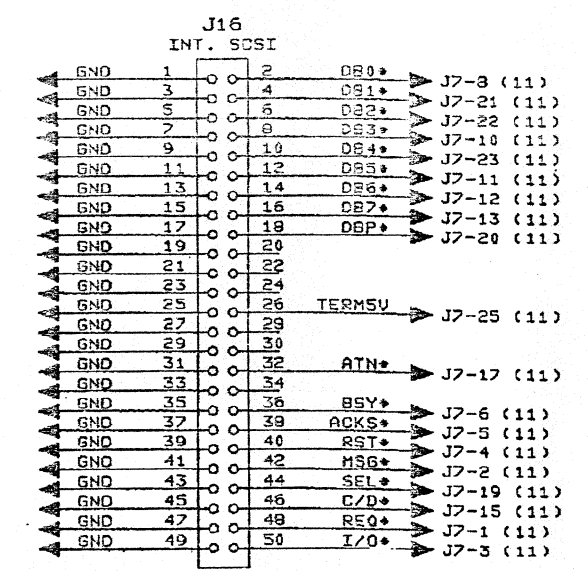 J16
INT. SCSI
GND 1 2 DB0* J7-8 (11)
GND 3 4 DB1* J7-21 (11)
GND 5 6 DB2* J7-22 (11)
GND 7 8 DB3* J7-10 (11)
GND 9 10 DB4* J7-23 (11)
GND 11 12 DB5* J7-11 (11)
GND 13 14 DB6* J7-12 (11)
GND 15 16 DB7* J7-13 (11)
GND 17 18 DBP* J7-20 (11)
GND 19 20
GND 21 22
GND 23 24
GND 25 26 TERM5V J7-25 (11)
GND 27 28
GND 29 30
GND 31 32 ATN* J7-17 (11)
GND 33 34
GND 35 36 BSY* J7-6 (11)
GND 37 38 ACKS* J7-5 (11)
GND 39 40 RST* J7-4 (11)
GND 41 42 MSG* J7-2 (11)
GND 43 44 SEL* J7-19 (11)
GND 45 46 C/D* J7-15 (11)
GND 47 48 REQ* J7-1 (11)
GND 49 50 I/O* J7-3 (11)